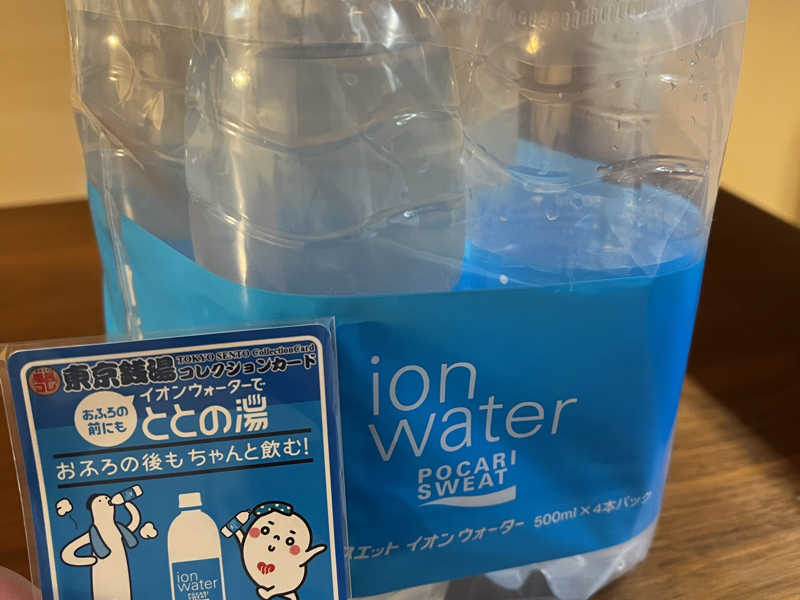 東京銭湯
TOKYO SENTO CollectionCard
コレクションカード
おふろの
前にも
イオンウォーターで
ととの湯
おふろの後もちゃんと飲む!
ion
water
POCARI
SWEAT
ion
water
POCARI
SWEAT
エット イオンウォーター 500ml×4本パック